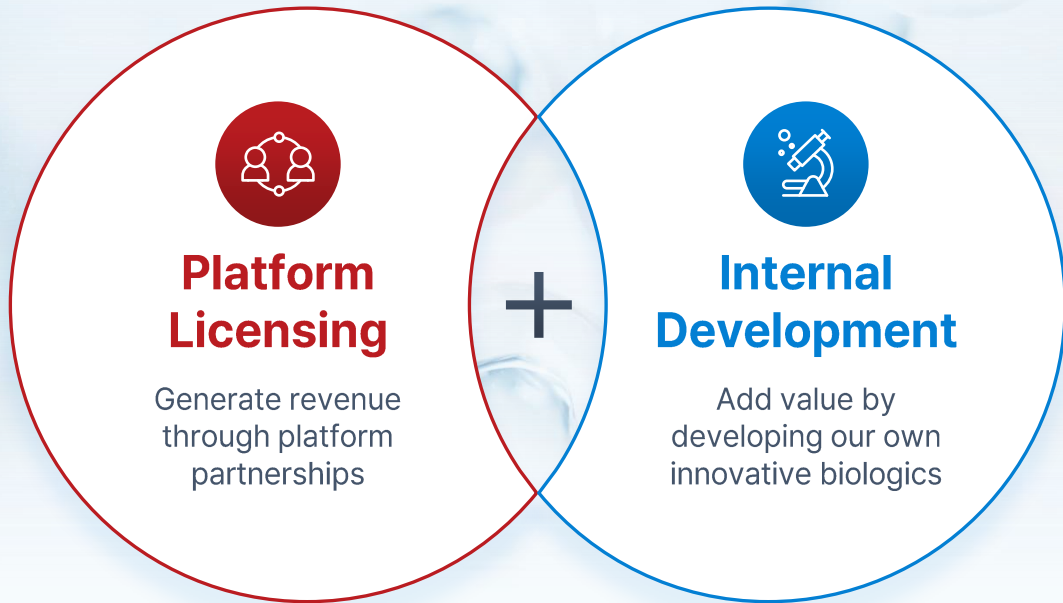 Platform
Licensing
Generate revenue
through platform
partnerships
+
Internal
Development
Add value by
developing our own
innovative biologics